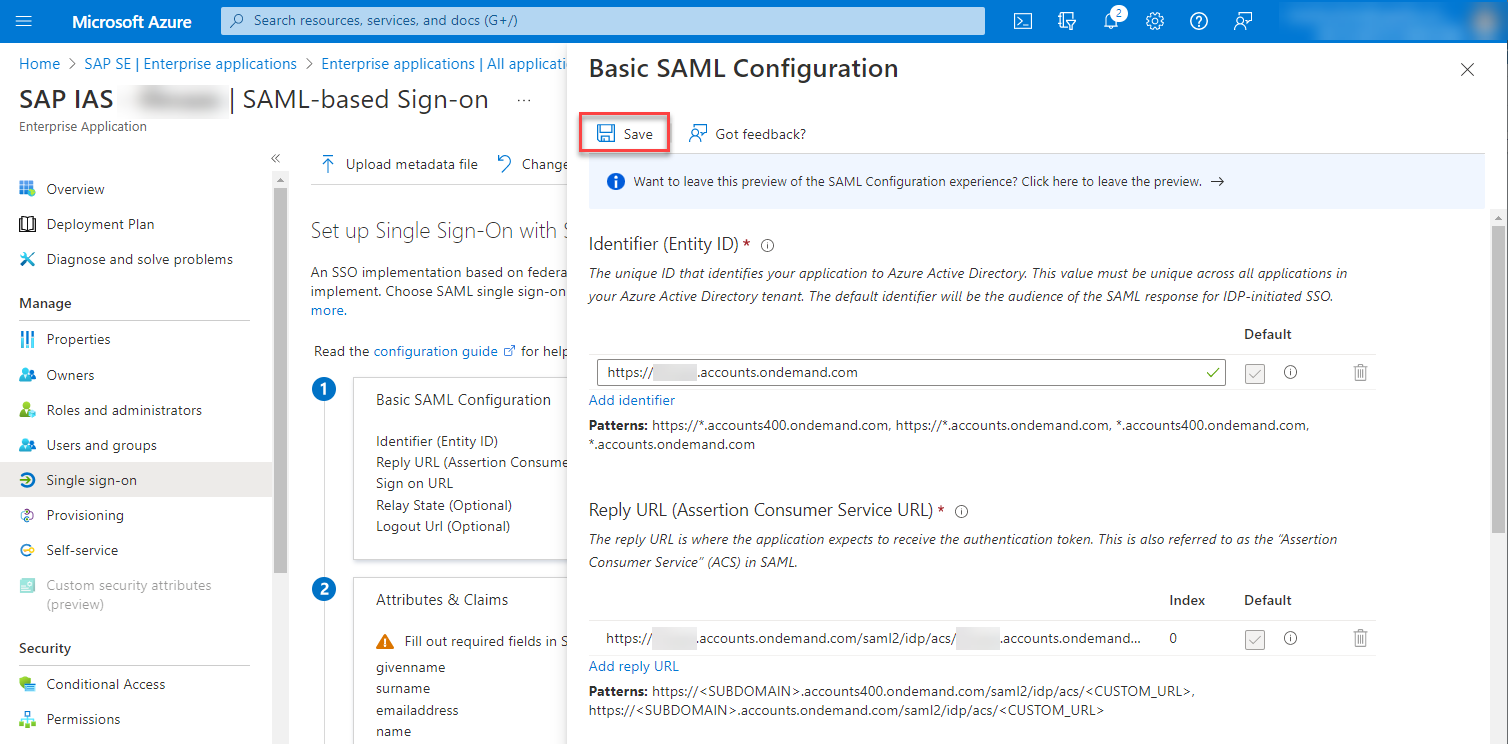 Microsoft Azure
Search resources, services, and docs (G+/)
2
Home > SAP SE | Enterprise applications > Enterprise applications | All applicati
SAP IAS | SAML-based Sign-on ...
Enterprise Application
«
Overview
Deployment Plan
Diagnose and solve problems
Manage
Properties
Owners
Roles and administrators
Users and groups
Single sign-on
Provisioning
Self-service
Custom security attributes
(preview)
Security
Conditional Access
Permissions
Upload metadata file Change
Set up Single Sign-On with S
An SSO implementation based on federa
implement. Choose SAML single sign-on
more.
Read the configuration guide for help
1
Basic SAML Configuration
Identifier (Entity ID)
Reply URL (Assertion Consume
Sign on URL
Relay State (Optional)
Logout Url (Optional)
2
Attributes & Claims
Fill out required fields in S
givenname
surname
emailaddress
name
Basic SAML Configuration
Save Got feedback?
Want to leave this preview of the SAML Configuration experience? Click here to leave the preview. →
Identifier (Entity ID) *
The unique ID that identifies your application to Azure Active Directory. This value must be unique across all applications in
your Azure Active Directory tenant. The default identifier will be the audience of the SAML response for IDP-initiated SSO.
Default
https:// .accounts.ondemand.com
Add identifier
Patterns: https://*.accounts400.ondemand.com, https://*.accounts.ondemand.com, *.accounts400.ondemand.com,
*.accounts.ondemand.com
Reply URL (Assertion Consumer Service URL) *
The reply URL is where the application expects to receive the authentication token. This is also referred to as the “Assertion
Consumer Service” (ACS) in SAML.
Index Default
https:// .accounts.ondemand.com/saml2/idp/acs/ .accounts.ondemand... 0
Add reply URL
Patterns: https://<SUBDOMAIN>.accounts400.ondemand.com/saml2/idp/acs/<CUSTOM_URL>,
https://<SUBDOMAIN>.accounts.ondemand.com/saml2/idp/acs/<CUSTOM_URL>